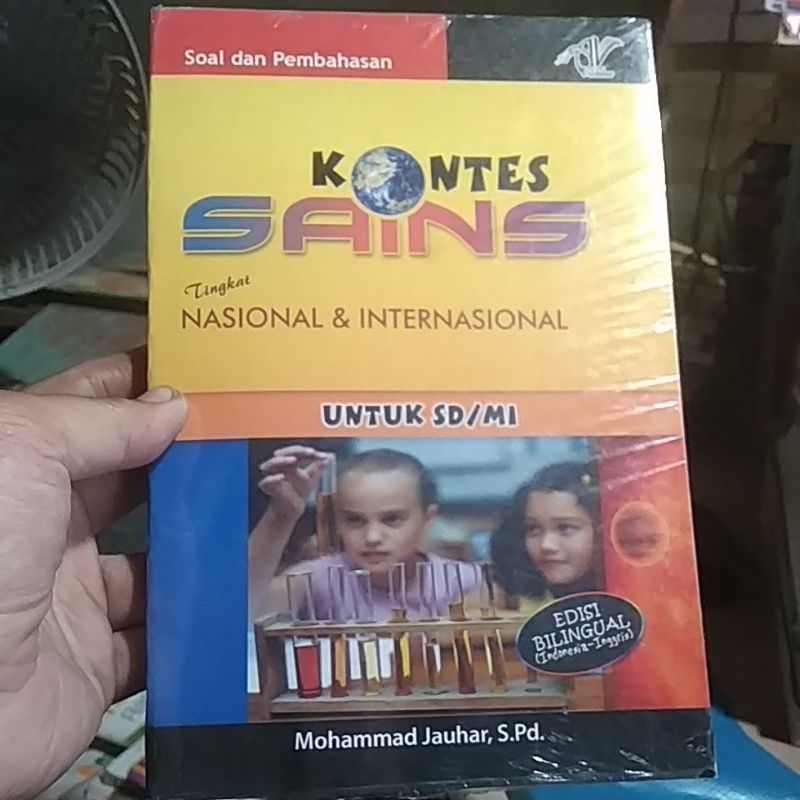 Soal dan Pembahasan
KONTES
SAINS
Tingkat
NASIONAL & INTERNASIONAL
UNTUK SD/MI
EDISI
BILINGUAL
(Indonesia-Inggris)
Mohammad Jauhar, S.Pd.